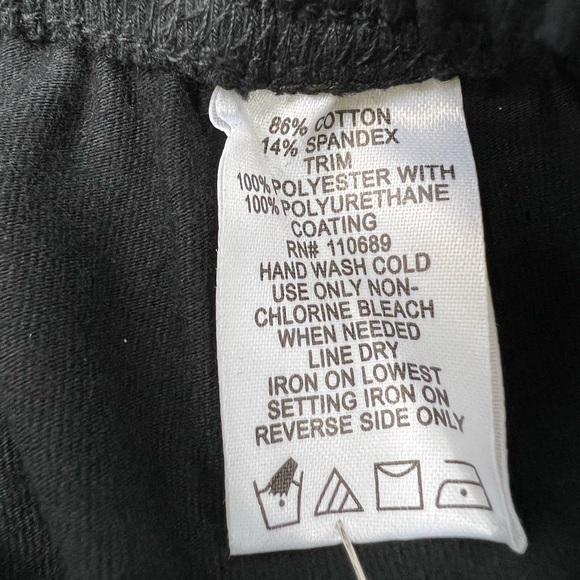 86% COTTON
14% SPANDEX
TRIM
100% POLYESTER WITH
100% POLYURETHANE
COATING
RN# 110689
HAND WASH COLD
USE ONLY NON-
CHLORINE BLEACH
WHEN NEEDED
LINE DRY
IRON ON LOWEST
SETTING IRON ON
REVERSE SIDE ONLY